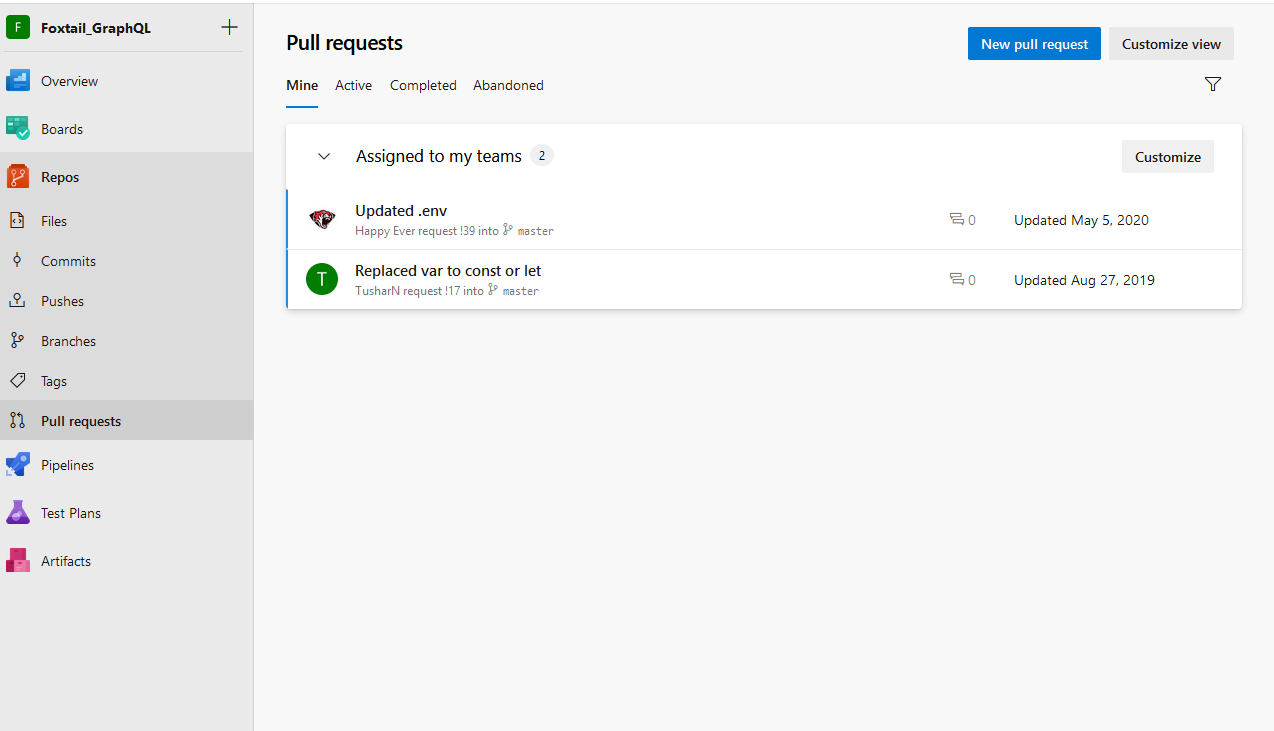 F Foxtail_GraphQL
Overview
Boards
Repos
Files
Commits
Pushes
Branches
Tags
Pull requests
Pipelines
Test Plans
Artifacts
Pull requests
New pull request Customize view
Mine Active Completed Abandoned
Assigned to my teams 2 Customize
Updated .env
Happy Ever request !39 into master
0 Updated May 5, 2020
T Replaced var to const or let
TusharN request !17 into master
0 Updated Aug 27, 2019